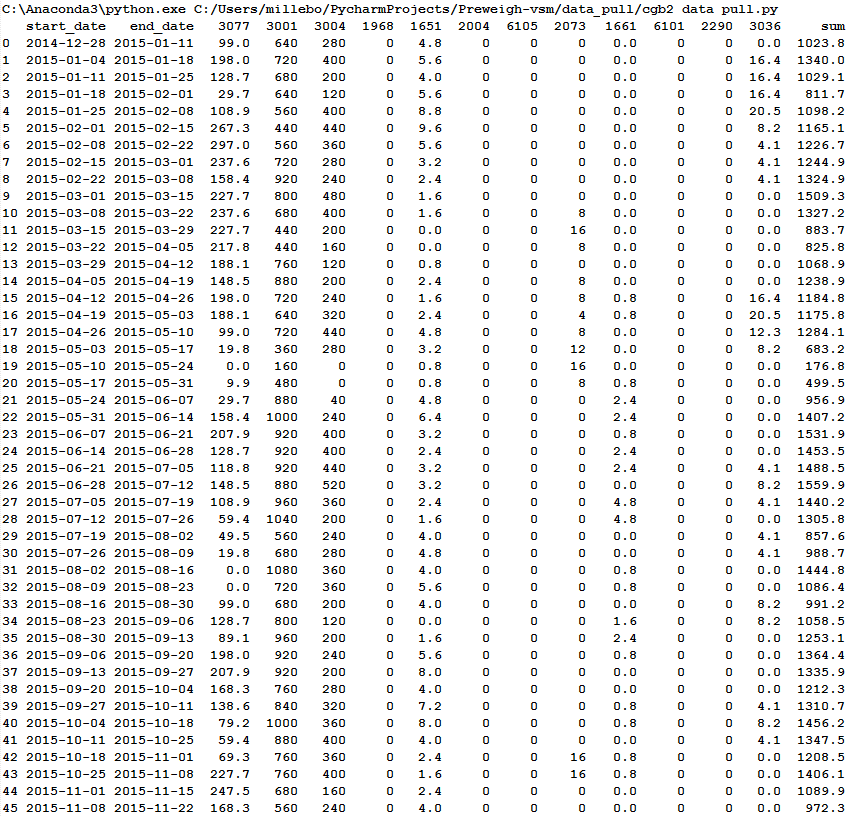 C:\Anaconda3\python.exe C:/Users/millebo/PycharmProjects/Preweigh-vsm/data_pull/cgb2 data pull.py
start_date end_date 3077 3001 3004 1968 1651 2004 6105 2073 1661 6101 2290 3036 sum
0 2014-12-28 2015-01-11 99.0 640 280 0 4.8 0 0 0 0.0 0 0 0.0 1023.8
1 2015-01-04 2015-01-18 198.0 720 400 0 5.6 0 0 0 0.0 0 0 16.4 1340.0
2 2015-01-11 2015-01-25 128.7 680 200 0 4.0 0 0 0 0.0 0 0 16.4 1029.1
3 2015-01-18 2015-02-01 29.7 640 120 0 5.6 0 0 0 0.0 0 0 16.4 811.7
4 2015-01-25 2015-02-08 108.9 560 400 0 8.8 0 0 0 0.0 0 0 20.5 1098.2
5 2015-02-01 2015-02-15 267.3 440 440 0 9.6 0 0 0 0.0 0 0 8.2 1165.1
6 2015-02-08 2015-02-22 297.0 560 360 0 5.6 0 0 0 0.0 0 0 4.1 1226.7
7 2015-02-15 2015-03-01 237.6 720 280 0 3.2 0 0 0 0.0 0 0 4.1 1244.9
8 2015-02-22 2015-03-08 158.4 920 240 0 2.4 0 0 0 0.0 0 0 4.1 1324.9
9 2015-03-01 2015-03-15 227.7 800 480 0 1.6 0 0 0 0.0 0 0 0.0 1509.3
10 2015-03-08 2015-03-22 237.6 680 400 0 1.6 0 0 8 0.0 0 0 0.0 1327.2
11 2015-03-15 2015-03-29 227.7 440 200 0 0.0 0 0 16 0.0 0 0 0.0 883.7
12 2015-03-22 2015-04-05 217.8 440 160 0 0.0 0 0 8 0.0 0 0 0.0 825.8
13 2015-03-29 2015-04-12 188.1 760 120 0 0.8 0 0 0 0.0 0 0 0.0 1068.9
14 2015-04-05 2015-04-19 148.5 880 200 0 2.4 0 0 8 0.0 0 0 0.0 1238.9
15 2015-04-12 2015-04-26 198.0 720 240 0 1.6 0 0 8 0.8 0 0 16.4 1184.8
16 2015-04-19 2015-05-03 188.1 640 320 0 2.4 0 0 4 0.8 0 0 20.5 1175.8
17 2015-04-26 2015-05-10 99.0 720 440 0 4.8 0 0 8 0.0 0 0 12.3 1284.1
18 2015-05-03 2015-05-17 19.8 360 280 0 3.2 0 0 12 0.0 0 0 8.2 683.2
19 2015-05-10 2015-05-24 0.0 160 0 0 0.8 0 0 16 0.0 0 0 0.0 176.8
20 2015-05-17 2015-05-31 9.9 480 0 0 0.8 0 0 8 0.8 0 0 0.0 499.5
21 2015-05-24 2015-06-07 29.7 880 40 0 4.8 0 0 0 2.4 0 0 0.0 956.9
22 2015-05-31 2015-06-14 158.4 1000 240 0 6.4 0 0 0 2.4 0 0 0.0 1407.2
23 2015-06-07 2015-06-21 207.9 920 400 0 3.2 0 0 0 0.8 0 0 0.0 1531.9
24 2015-06-14 2015-06-28 128.7 920 400 0 2.4 0 0 0 2.4 0 0 0.0 1453.5
25 2015-06-21 2015-07-05 118.8 920 440 0 3.2 0 0 0 2.4 0 0 4.1 1488.5
26 2015-06-28 2015-07-12 148.5 880 520 0 3.2 0 0 0 0.0 0 0 8.2 1559.9
27 2015-07-05 2015-07-19 108.9 960 360 0 2.4 0 0 0 4.8 0 0 4.1 1440.2
28 2015-07-12 2015-07-26 59.4 1040 200 0 1.6 0 0 0 4.8 0 0 0.0 1305.8
29 2015-07-19 2015-08-02 49.5 560 240 0 4.0 0 0 0 0.0 0 0 4.1 857.6
30 2015-07-26 2015-08-09 19.8 680 280 0 4.8 0 0 0 0.0 0 0 4.1 988.7
31 2015-08-02 2015-08-16 0.0 1080 360 0 4.0 0 0 0 0.8 0 0 0.0 1444.8
32 2015-08-09 2015-08-23 0.0 720 360 0 5.6 0 0 0 0.8 0 0 0.0 1086.4
33 2015-08-16 2015-08-30 99.0 680 200 0 4.0 0 0 0 0.0 0 0 8.2 991.2
34 2015-08-23 2015-09-06 128.7 800 120 0 0.0 0 0 0 1.6 0 0 8.2 1058.5
35 2015-08-30 2015-09-13 89.1 960 200 0 1.6 0 0 0 2.4 0 0 0.0 1253.1
36 2015-09-06 2015-09-20 198.0 920 240 0 5.6 0 0 0 0.8 0 0 0.0 1364.4
37 2015-09-13 2015-09-27 207.9 920 200 0 8.0 0 0 0 0.0 0 0 0.0 1335.9
38 2015-09-20 2015-10-04 168.3 760 280 0 4.0 0 0 0 0.0 0 0 0.0 1212.3
39 2015-09-27 2015-10-11 138.6 840 320 0 7.2 0 0 0 0.8 0 0 4.1 1310.7
40 2015-10-04 2015-10-18 79.2 1000 360 0 8.0 0 0 0 0.8 0 0 8.2 1456.2
41 2015-10-11 2015-10-25 59.4 880 400 0 4.0 0 0 0 0.0 0 0 4.1 1347.5
42 2015-10-18 2015-11-01 69.3 760 360 0 2.4 0 0 16 0.8 0 0 0.0 1208.5
43 2015-10-25 2015-11-08 227.7 760 400 0 1.6 0 0 16 0.8 0 0 0.0 1406.1
44 2015-11-01 2015-11-15 247.5 680 160 0 2.4 0 0 0 0.0 0 0 0.0 1089.9
45 2015-11-08 2015-11-22 168.3 560 240 0 4.0 0 0 0 0.0 0 0 0.0 972.3